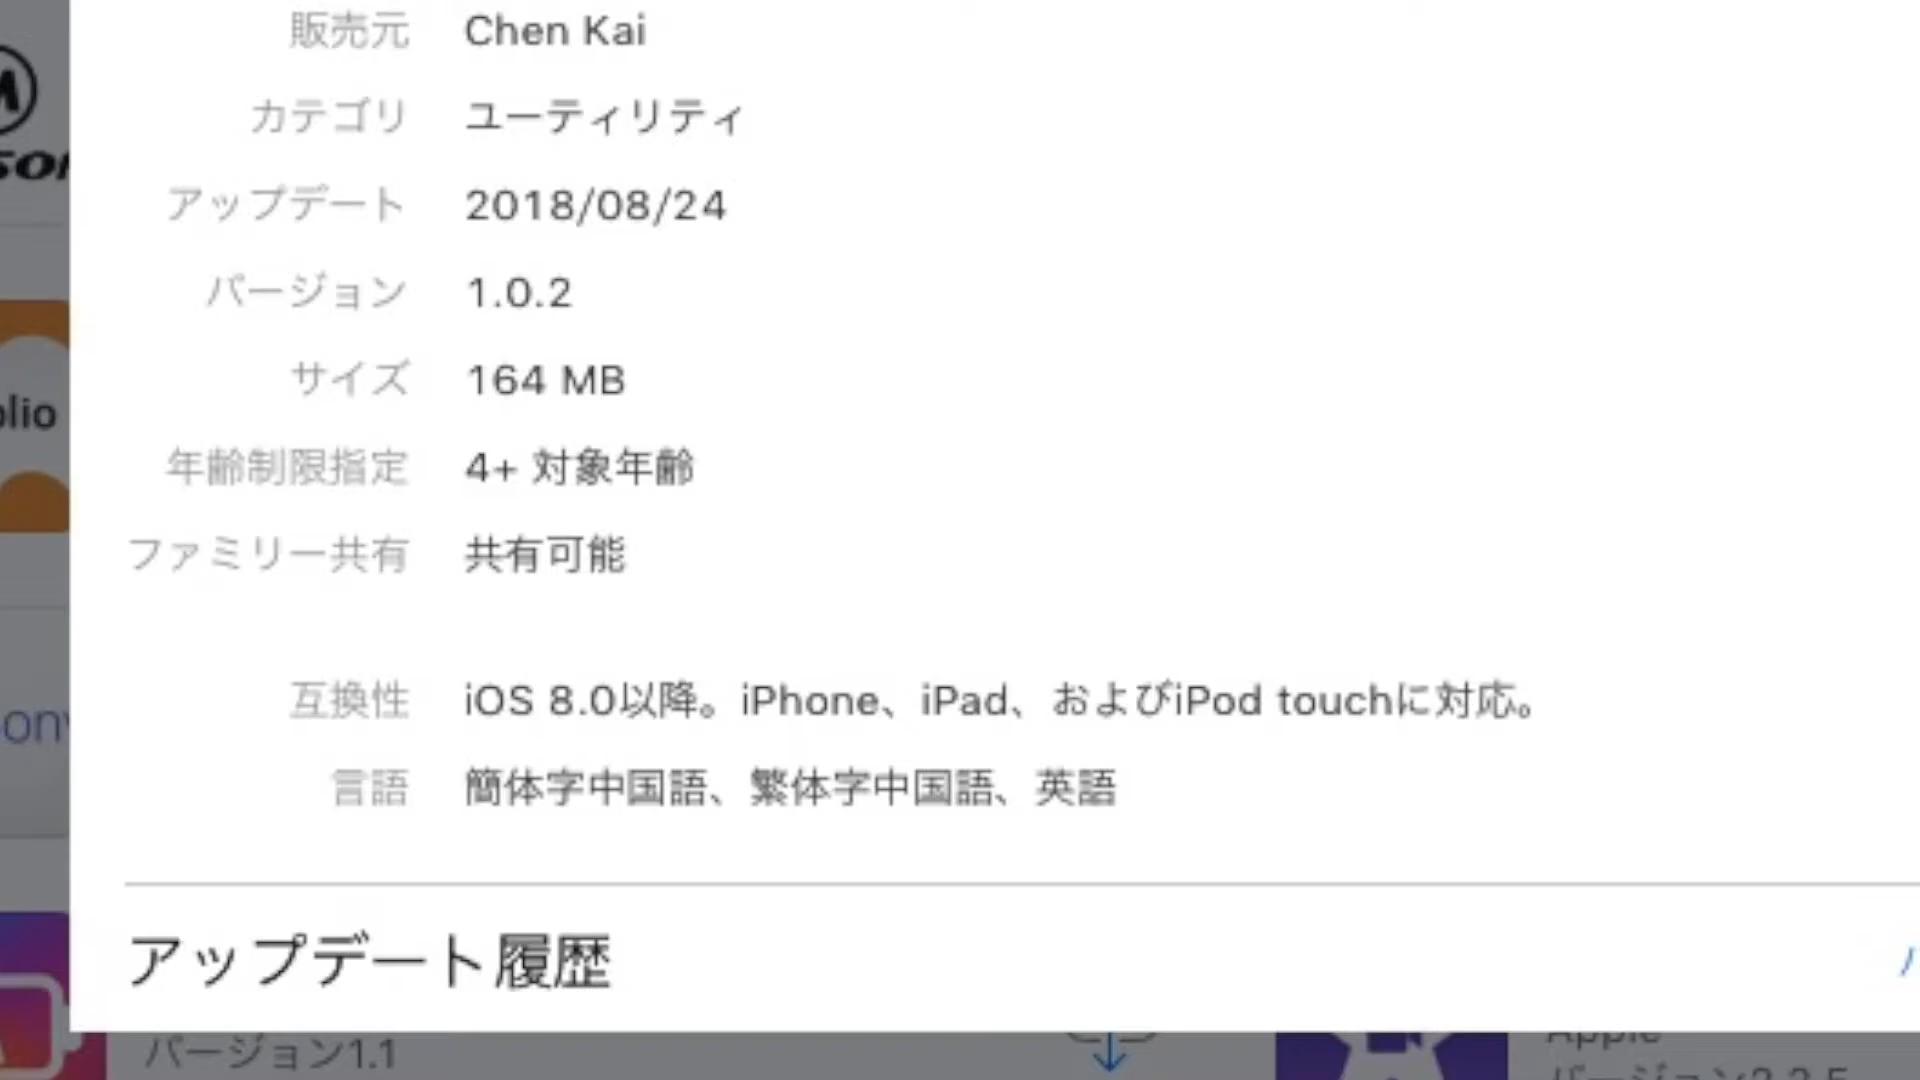 販売元 Chen Kai
カテゴリ ユーティリティ
アップデート 2018/08/24
バージョン 1.0.2
サイズ 164 MB
年齢制限指定 4+ 対象年齢
ファミリー共有 共有可能
互換性 iOS 8.0以降。iPhone、iPad、およびiPod touchに対応。
言語 簡体字中国語、繁体字中国語、英語
アップデート履歴
バージョン1.1
Apple